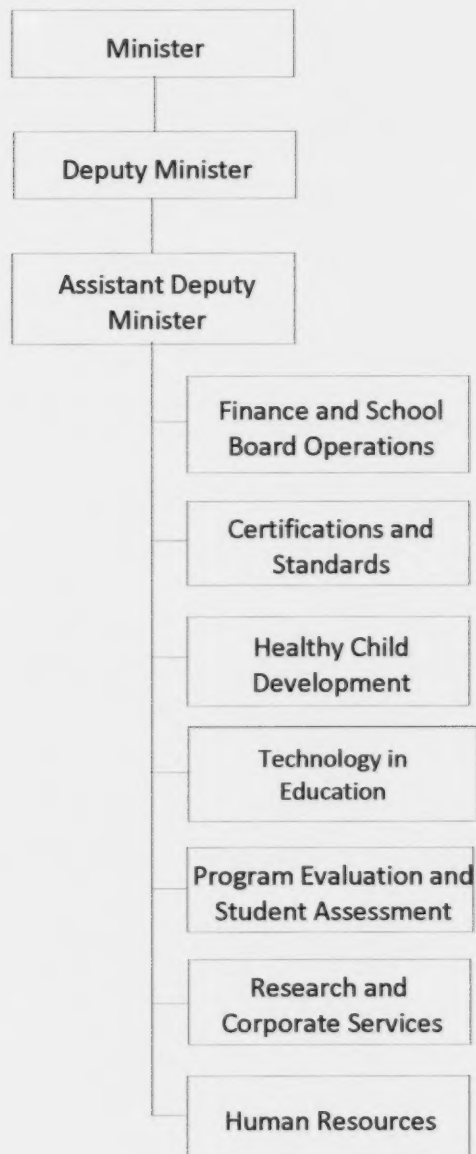 Minister
Deputy Minister
Assistant Deputy
Minister
Finance and School
Board Operations
Certifications and
Standards
Healthy Child
Development
Technology in
Education
Program Evaluation and
Student Assessment
Research and
Corporate Services
Human Resources